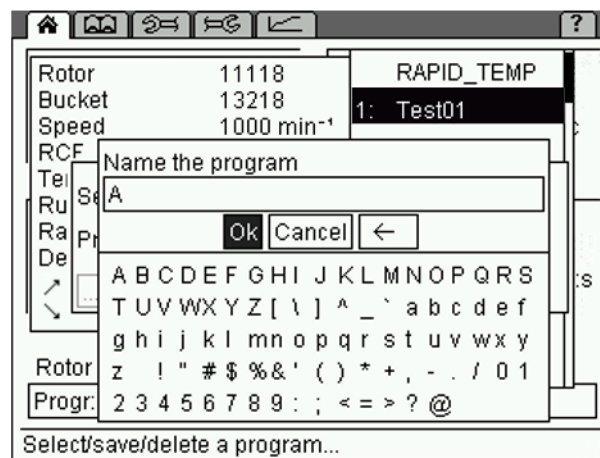 ?
Rotor 11118
Bucket 13218
Speed 1000 min⁻¹
RCF
RAPID_TEMP
1: Test01
Name the program
A
Ok Cancel ←
A B C D E F G H I J K L M N O P Q R S
T U V W X Y Z [ \ ] ^ _ ` a b c d e f
g h i j k l m n o p q r s t u v w x y
z ! " # $ % & ' ( ) * + , - . / 0 1
2 3 4 5 6 7 8 9 : ; < = > ? @
Rotor
Progr:
Select/save/delete a program...